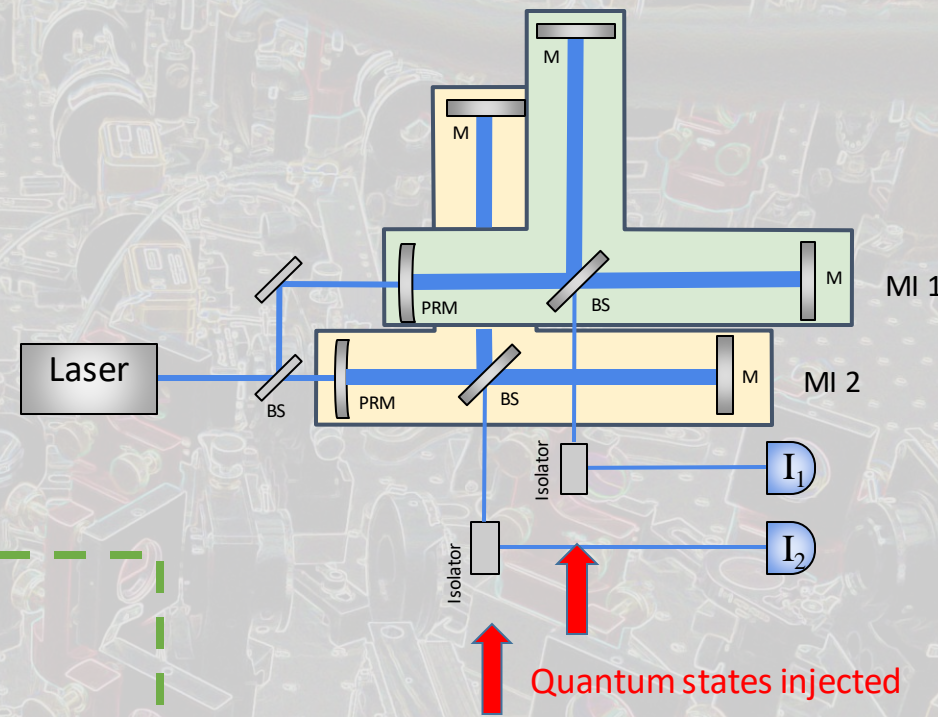 M
M
PRM
BS
M
MI 1
Laser
BS
PRM
BS
M
MI 2
Isolator
I1
Isolator
I2
Quantum states injected